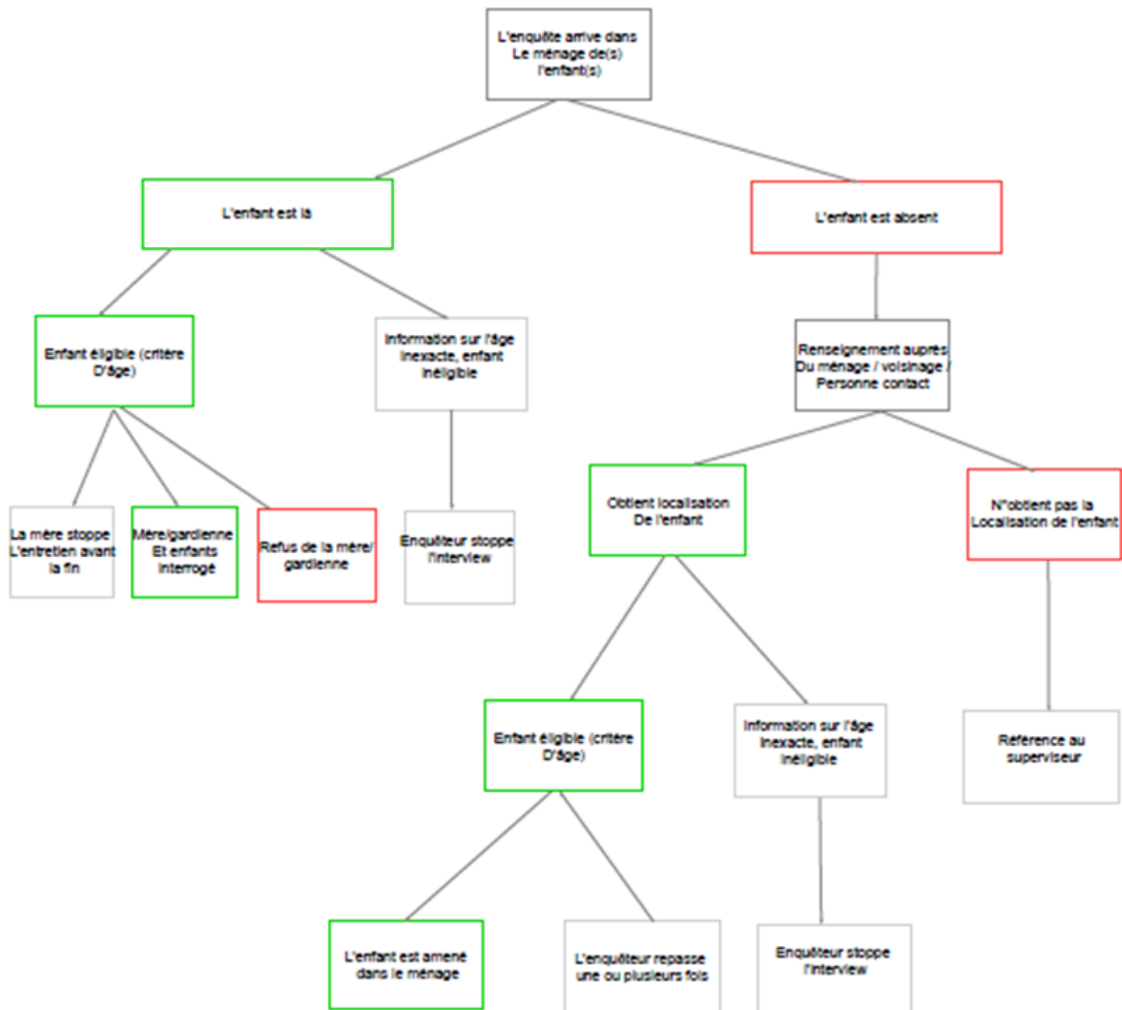 L'enquête arrive dans
Le ménage de(s)
l'enfant(s)
L'enfant est là
L'enfant est absent
Enfant éligible (critère
D'âge)
Information sur l'âge
Inexacte, enfant
Inéligible
Renseignement auprès
Du ménage / voisinage /
Personne contact
La mère stoppe
L'entretien avant
la fin
Mère/gardienne
Et enfants
Interrogé
Refus de la mère/
gardienne
Enquêteur stoppe
l'interview
Obtient localisation
De l'enfant
N"obtient pas la
Localisation de l'enfant
Enfant éligible (critère
D'âge)
Information sur l'âge
Inexacte, enfant
Inéligible
Référence au
superviseur
L'enfant est amené
dans le ménage
L'enquêteur repasse
une ou plusieurs fois
Enquêteur stoppe
l'interview